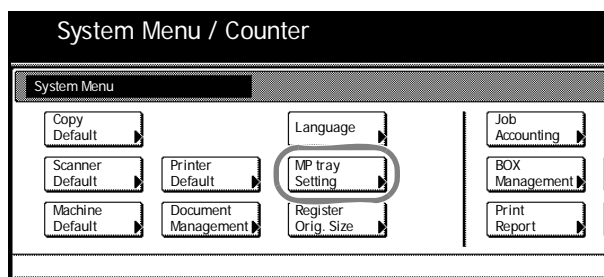 System Menu / Counter
System Menu
Copy
Default
Language
Job
Accounting
Scanner
Default
Printer
Default
MP tray
Setting
BOX
Management
Machine
Default
Document
Management
Register
Orig. Size
Print
Report